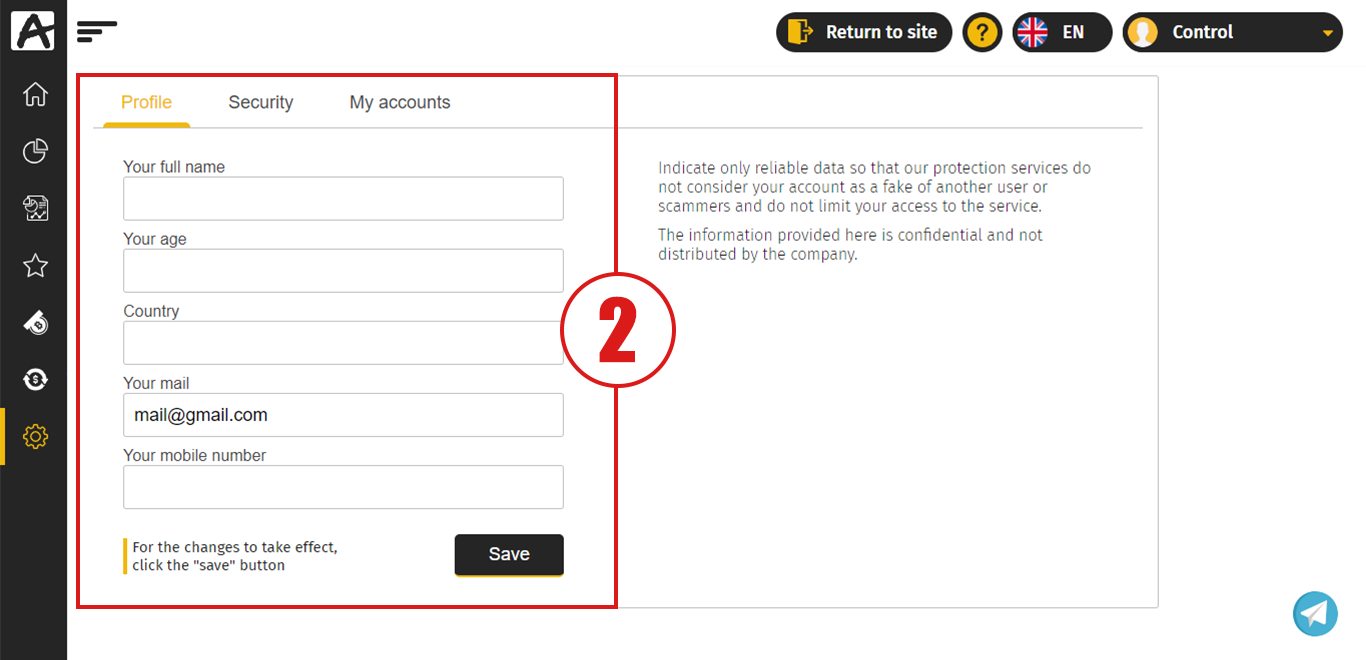 Return to site
?
EN
Control
Profile
Security
My accounts
Your full name
Your age
Country
Your mail
mail@gmail.com
Your mobile number
For the changes to take effect,
click the "save" button
Save
2
Indicate only reliable data so that our protection services do
not consider your account as a fake of another user or
scammers and do not limit your access to the service.
The information provided here is confidential and not
distributed by the company.